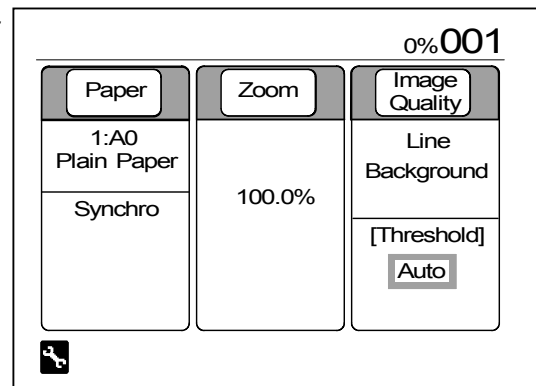 0%001
Paper
1:A0
Plain Paper
Synchro
Zoom
100.0%
Image
Quality
Line
Background
[Threshold]
Auto